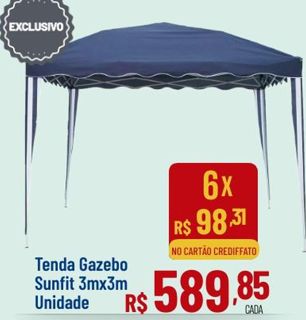 EXCLUSIVO
6X
R$ 98,31
NO CARTÃO CREDIFFATO
Tenda Gazebo
Sunfit 3mx3m
Unidade
R$ 589,85
CADA